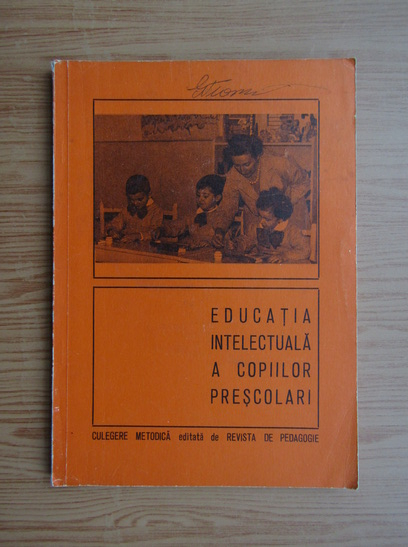 EDUCAȚIA
INTELECTUALĂ
A COPIILOR
PREȘCOLARI
CULEGERE METODICĂ editată de REVISTA DE PEDAGOGIE